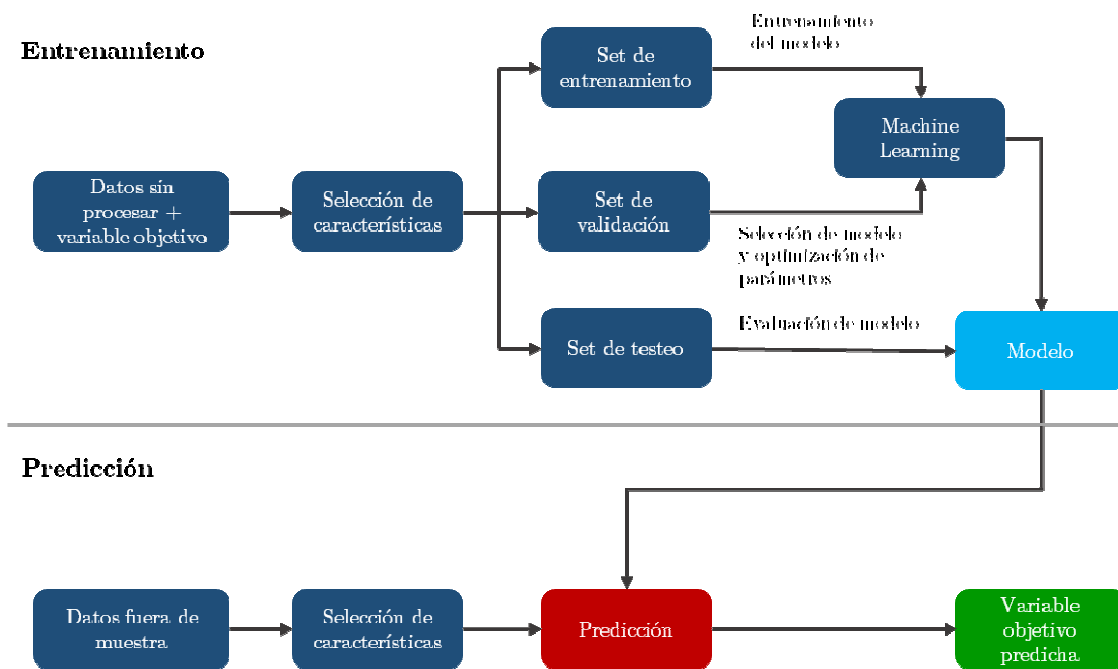 Entrenamiento
Set de
entrenamiento
Entrenamiento
del modelo
Machine
Learning
Datos sin
procesar +
variable objetivo
Selección de
características
Set de
validación
Selección de modelo
y optimización de
parámetros
Set de testeo
Evaluación de modelo
Modelo
Predicción
Datos fuera de
muestra
Selección de
características
Predicción
Variable
objetivo
predicha